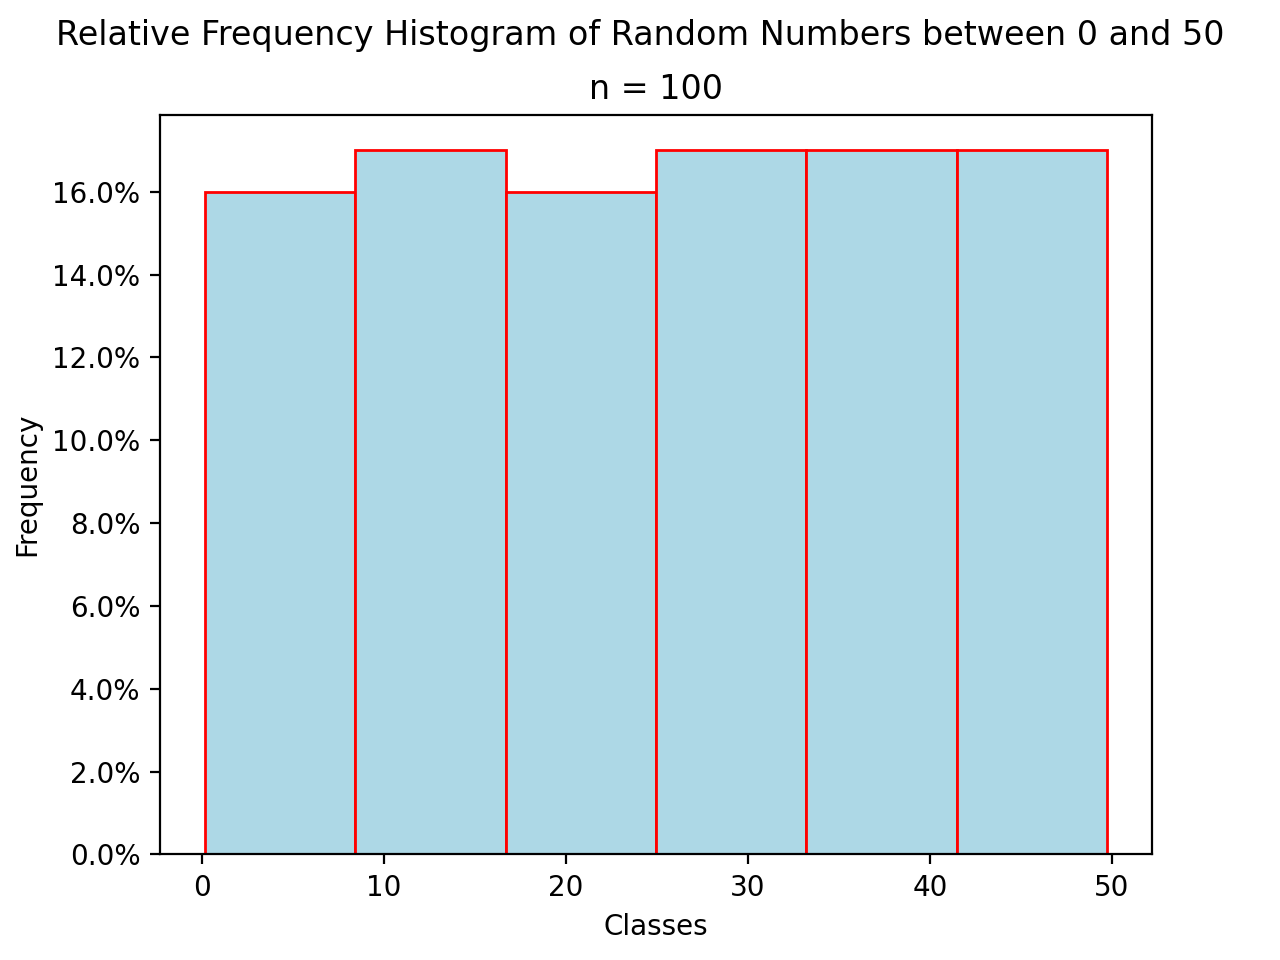 Relative Frequency Histogram of Random Numbers between 0 and 50
n = 100
16.0%
14.0%
12.0%
10.0%
8.0%
6.0%
4.0%
2.0%
0.0%
Frequency
0 10 20 30 40 50
Classes